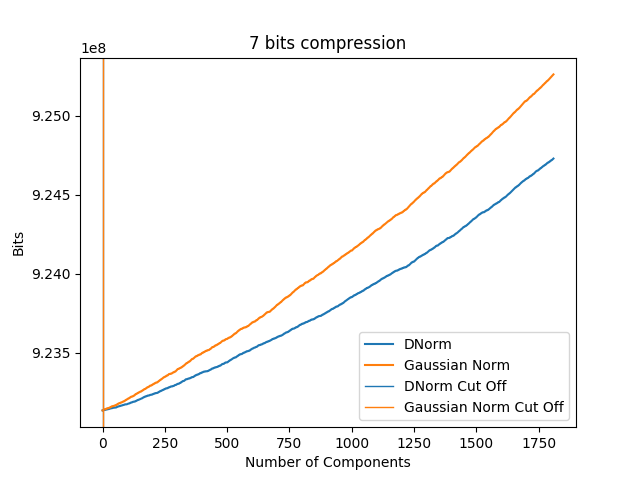 7 bits compression
1e8
9.250
9.245
9.240
9.235
Bits
0 250 500 750 1000 1250 1500 1750
Number of Components
DNorm
Gaussian Norm
DNorm Cut Off
Gaussian Norm Cut Off